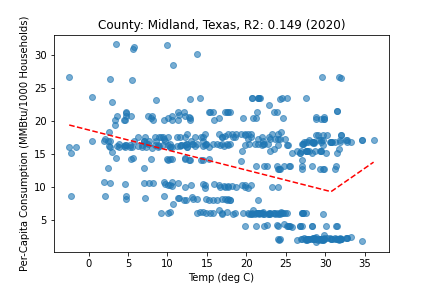 County: Midland, Texas, R2: 0.149 (2020)
Per-Capita Consumption (MMBtu/1000 Households)
30
25
20
15
10
5
0 5 10 15 20 25 30 35
Temp (deg C)